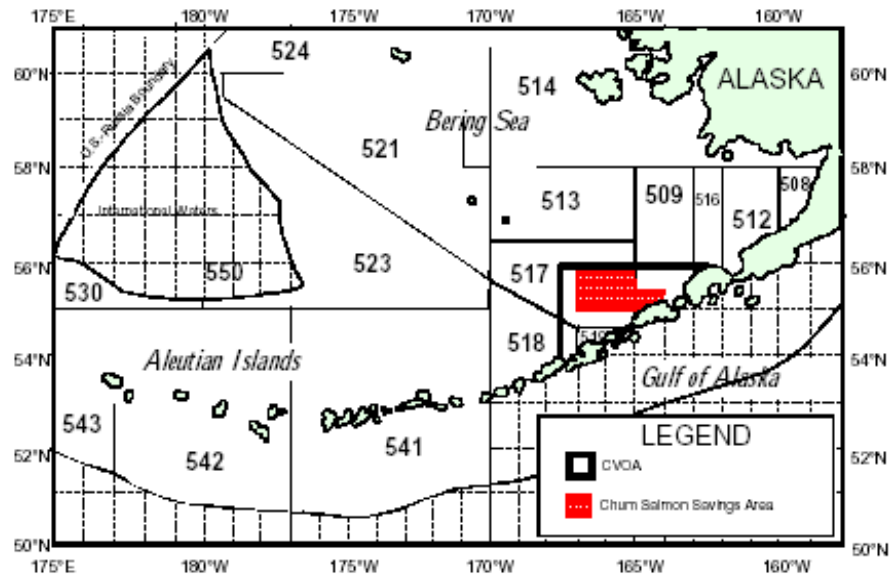 175°E 180°W 175°W 170°W 165°W 160°W
60°N 524 514 ALASKA 60°N
U.S.-Russia Boundary
Bering Sea
521
58°N 58°N
508
513 509 516 512
International Waters
56°N 530 550 523 517 56°N
518 519
54°N Aleutian Islands 54°N
Gulf of Alaska
543 542 541
52°N 52°N
LEGEND
CVOA
Chum Salmon Savings Area
50°N 50°N
175°E 180°W 175°W 170°W 165°W 160°W